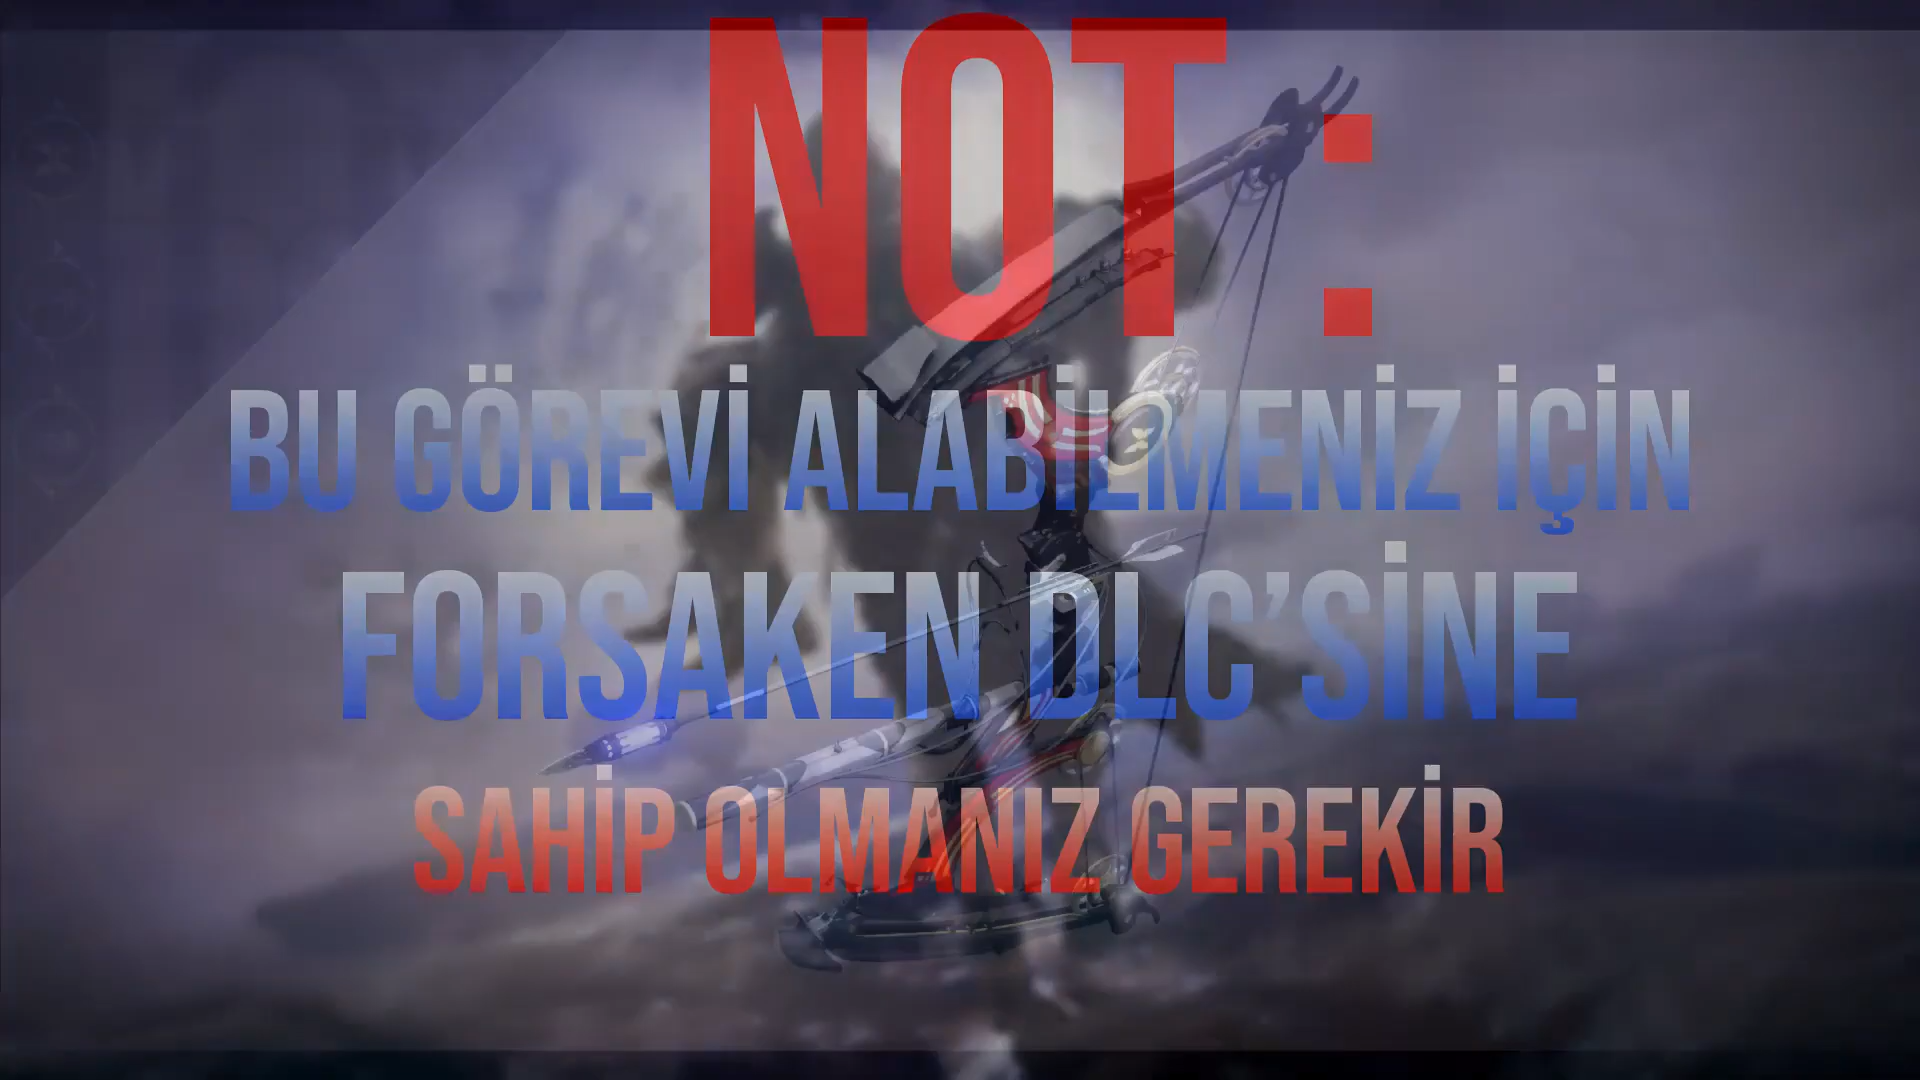 NOT :
BU GÖREVİ ALABİLMENİZ İÇİN
FORSAKEN DLC'SİNE
SAHİP OLMANIZ GEREKİR